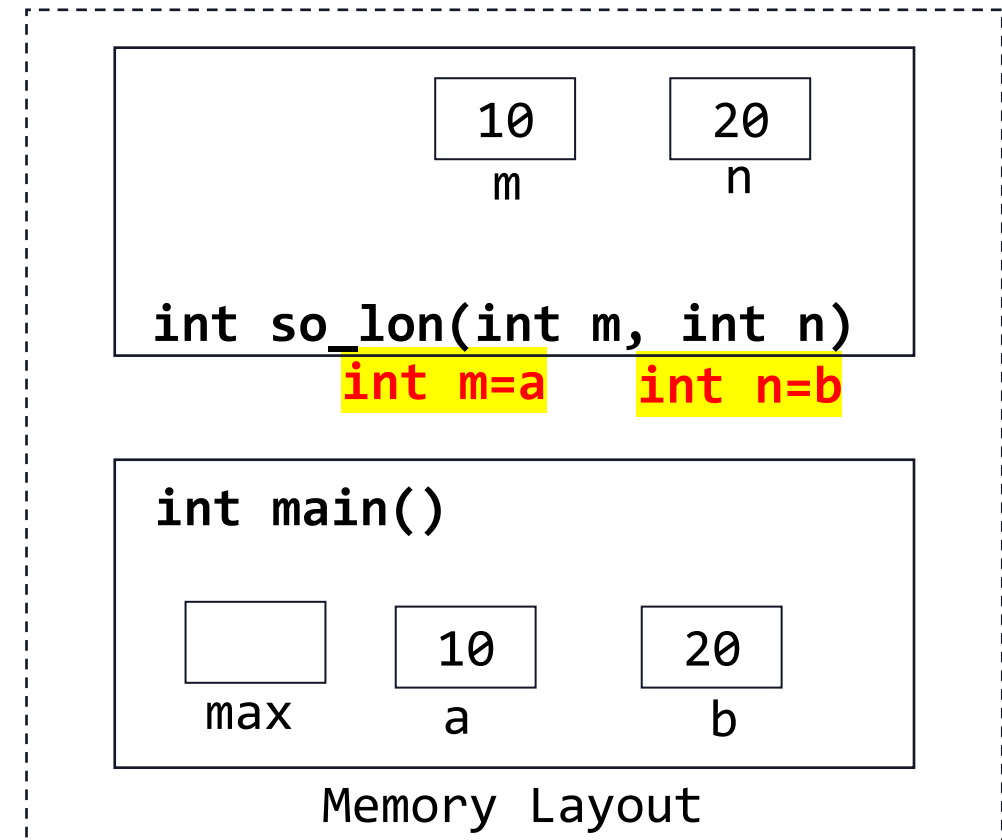 10 20
m n
int so_lon(int m, int n)
int m=a int n=b
int main()
10 20
max a b
Memory Layout